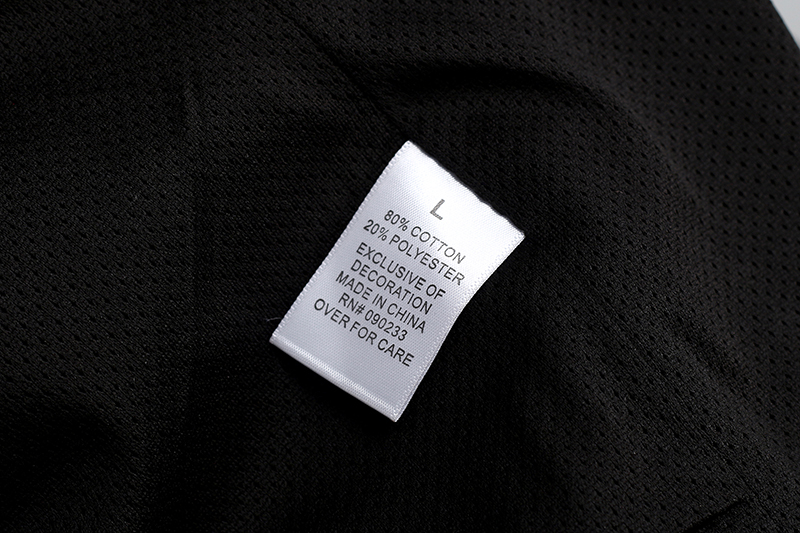 L
80% COTTON
20% POLYESTER
EXCLUSIVE OF
DECORATION
MADE IN CHINA
RN# 090233
OVER FOR CARE